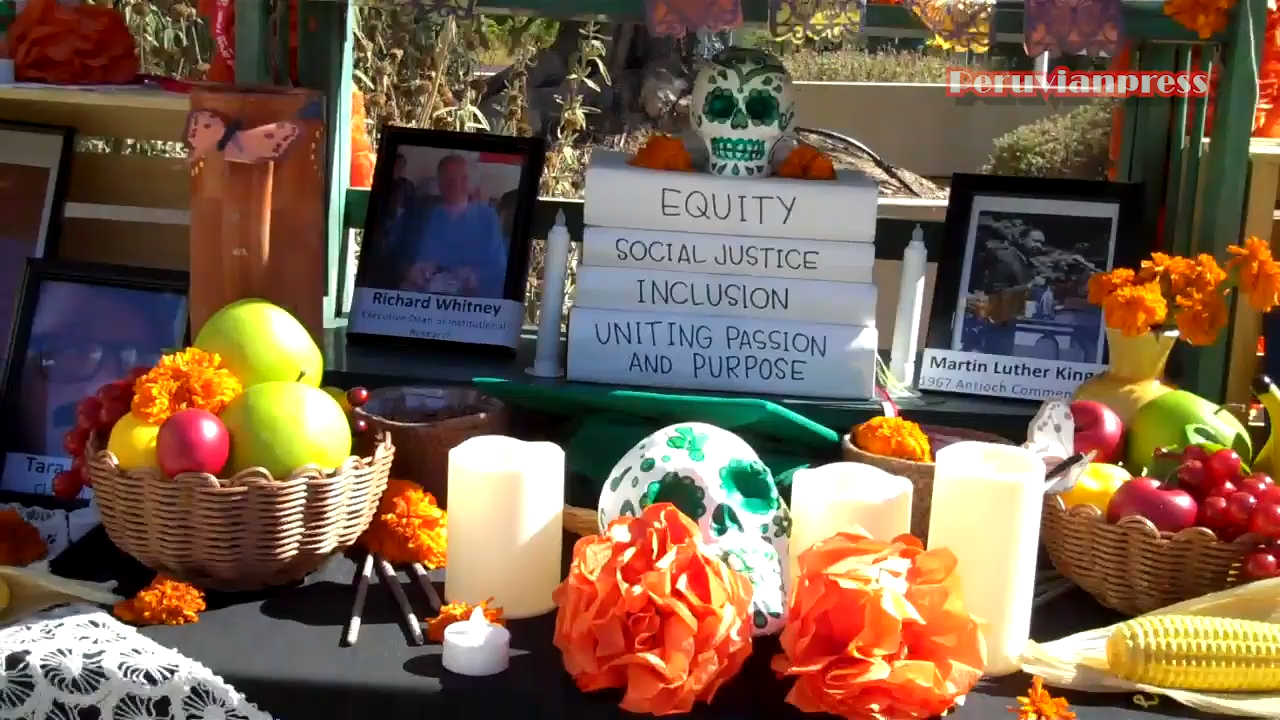 Peruvianpress
EQUITY
SOCIAL JUSTICE
INCLUSION
UNITING PASSION
AND PURPOSE
Richard Whitney
Executive Dean of Institutional
Research
Martin Luther King
1967 Antioch Commen
Tara